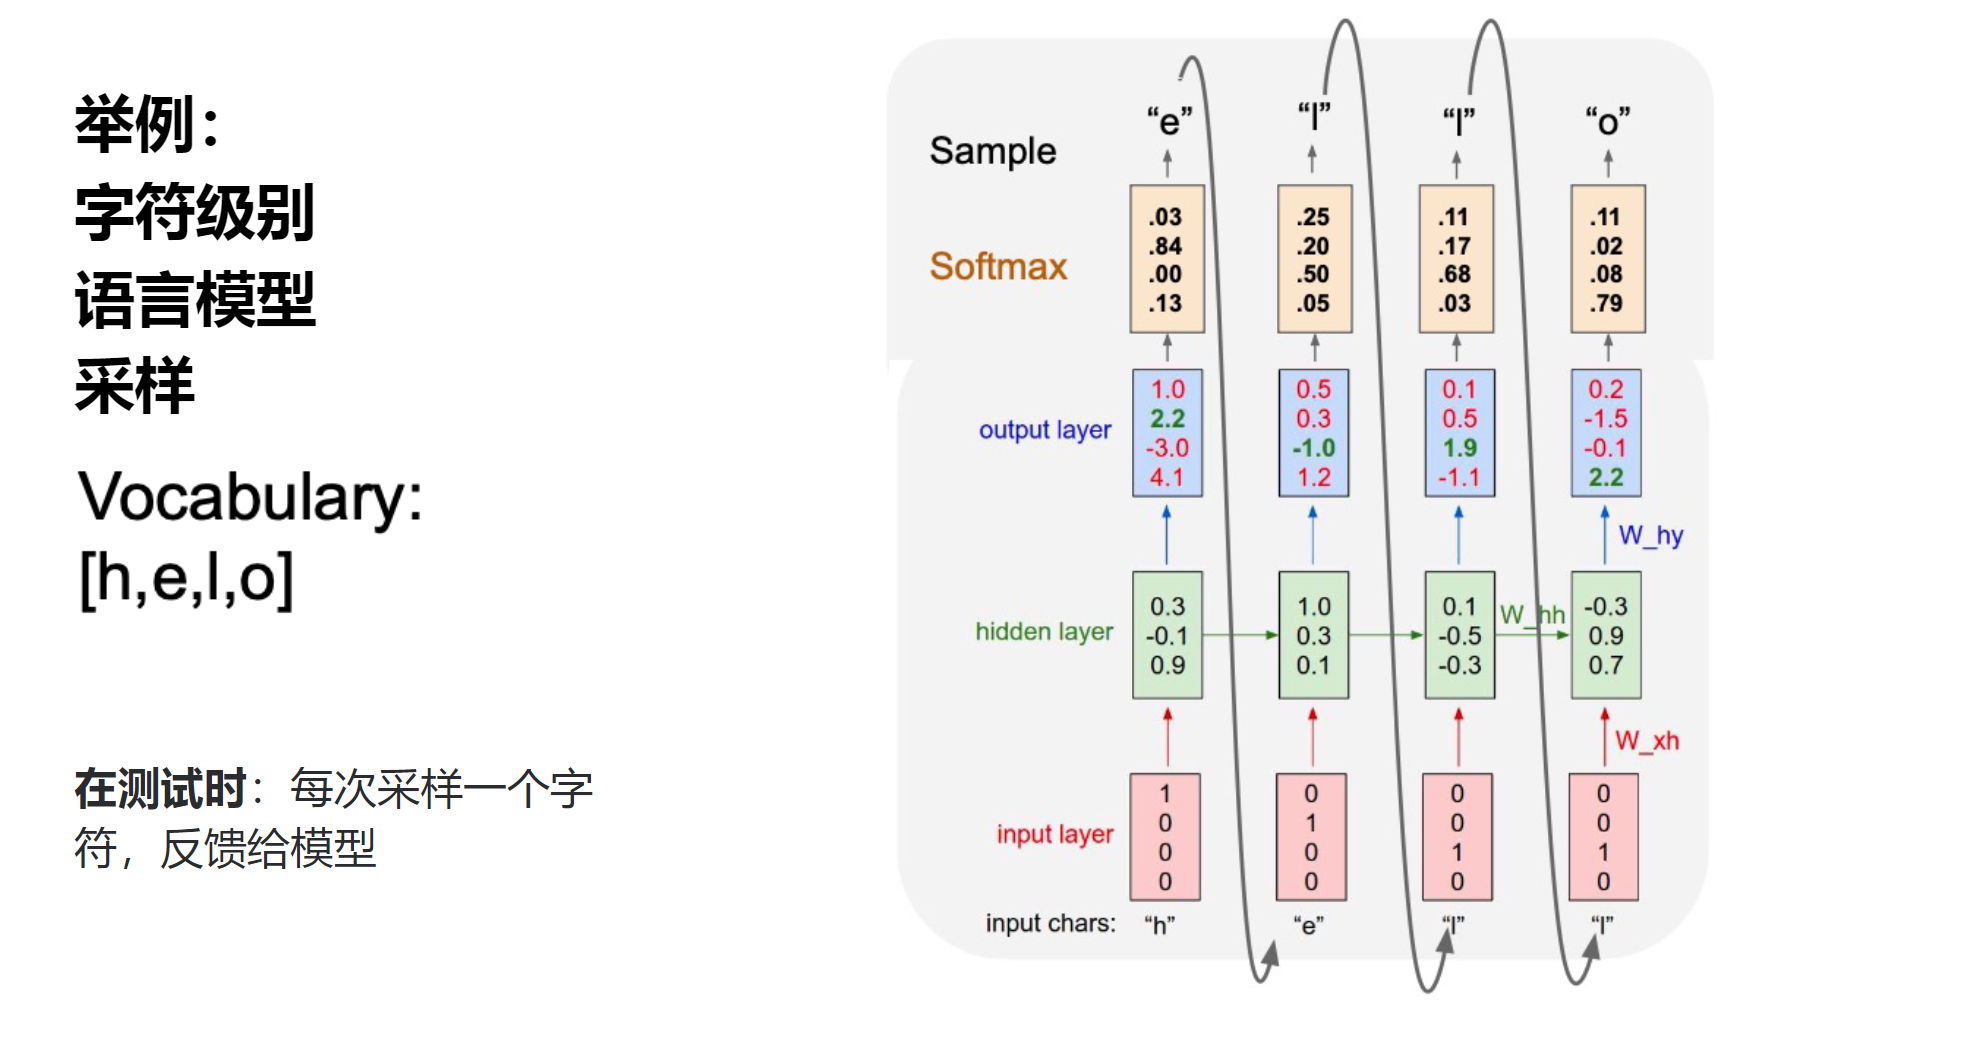 举例：
字符级别
语言模型
采样
Vocabulary:
[h,e,l,o]
在测试时：每次采样一个字
符，反馈给模型
Sample
“e” “l” “l” “o”
Softmax
.03 .25 .11 .11
.84 .20 .17 .02
.00 .50 .68 .08
.13 .05 .03 .79
output layer
1.0 0.5 0.1 0.2
2.2 0.3 0.5 -1.5
-3.0 -1.0 1.9 -0.1
4.1 1.2 -1.1 2.2
W_hy
hidden layer
0.3 1.0 0.1 -0.3
-0.1 0.3 -0.5 0.9
0.9 0.1 -0.3 0.7
W_hh
W_xh
input layer
1 0 0 0
0 1 0 0
0 0 1 1
0 0 0 0
input chars: “h” “e” “l” “l”